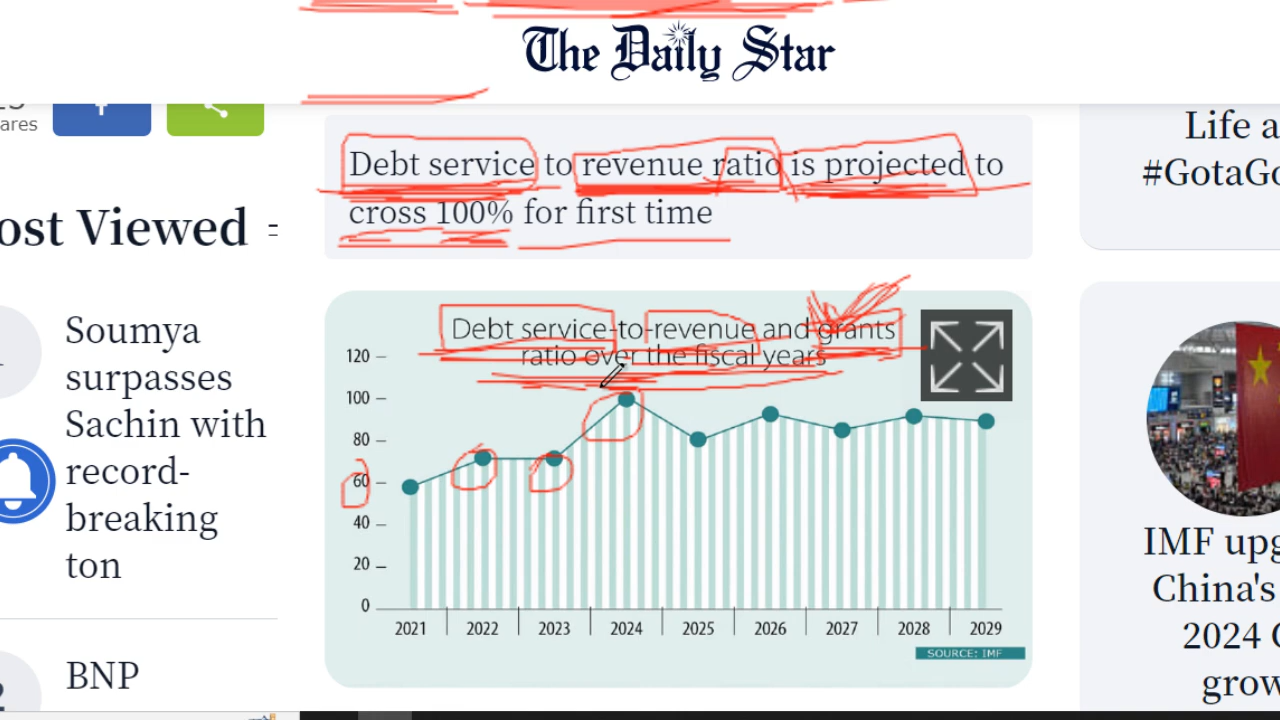 The Daily Star
ares
Debt service to revenue ratio is projected to
cross 100% for first time
ost Viewed
Soumya
surpasses
Sachin with
record-
breaking
ton
BNP
Debt service-to-revenue and grants
ratio over the fiscal years
120
100
80
60
40
20
0
2021 2022 2023 2024 2025 2026 2027 2028 2029
SOURCE: IMF
Life a
#GotaGo
IMF upg
China's
2024 G
grow